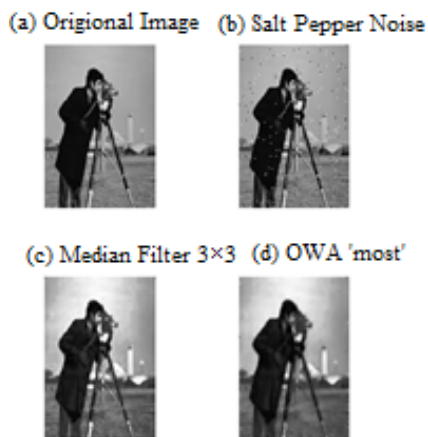 (a) Origional Image
(b) Salt Pepper Noise
(c) Median Filter 3×3
(d) OWA 'most'